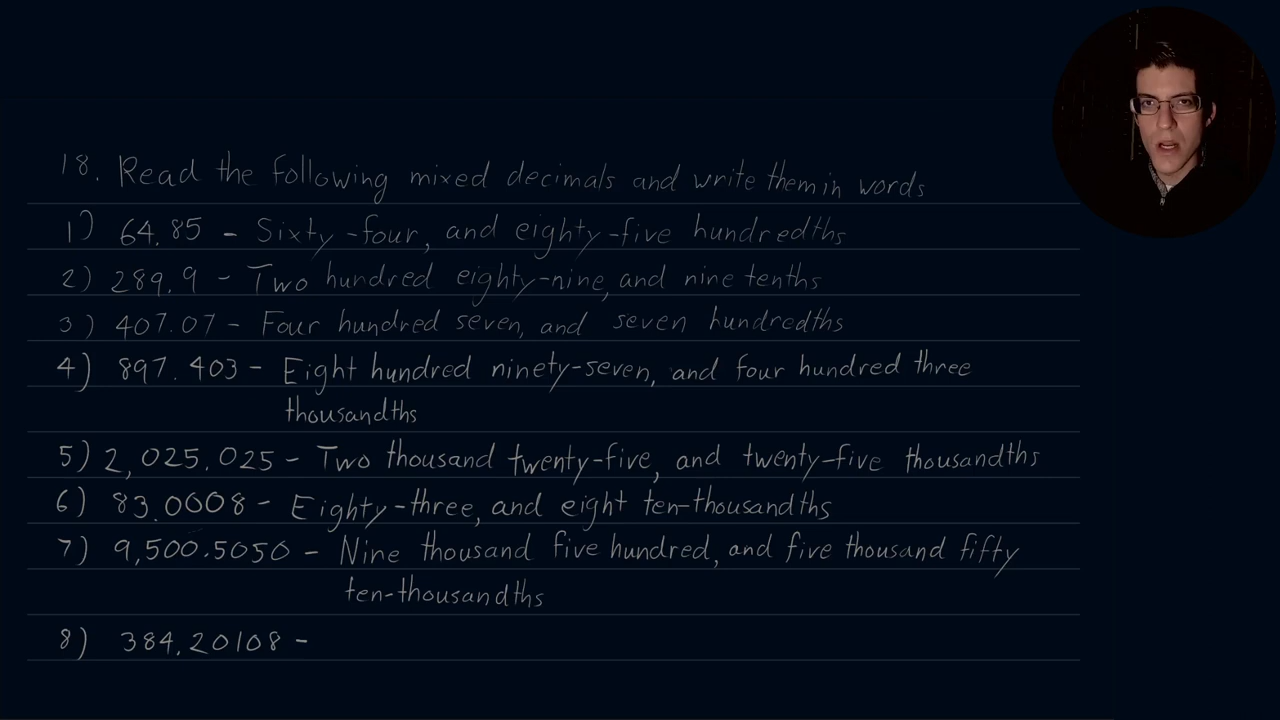 18. Read the following mixed decimals and write them in words
1) 64.85 - Sixty-four, and eighty-five hundredths
2) 289.9 - Two hundred eighty-nine, and nine tenths
3) 407.07 - Four hundred seven, and seven hundredths
4) 897.403 - Eight hundred ninety-seven, and four hundred three
thousandths
5) 2,025.025 - Two thousand twenty-five, and twenty-five thousandths
6) 83.0008 - Eighty-three, and eight ten-thousandths
7) 9,500.5050 - Nine thousand five hundred, and five thousand fifty
ten-thousandths
8) 384.20108 -